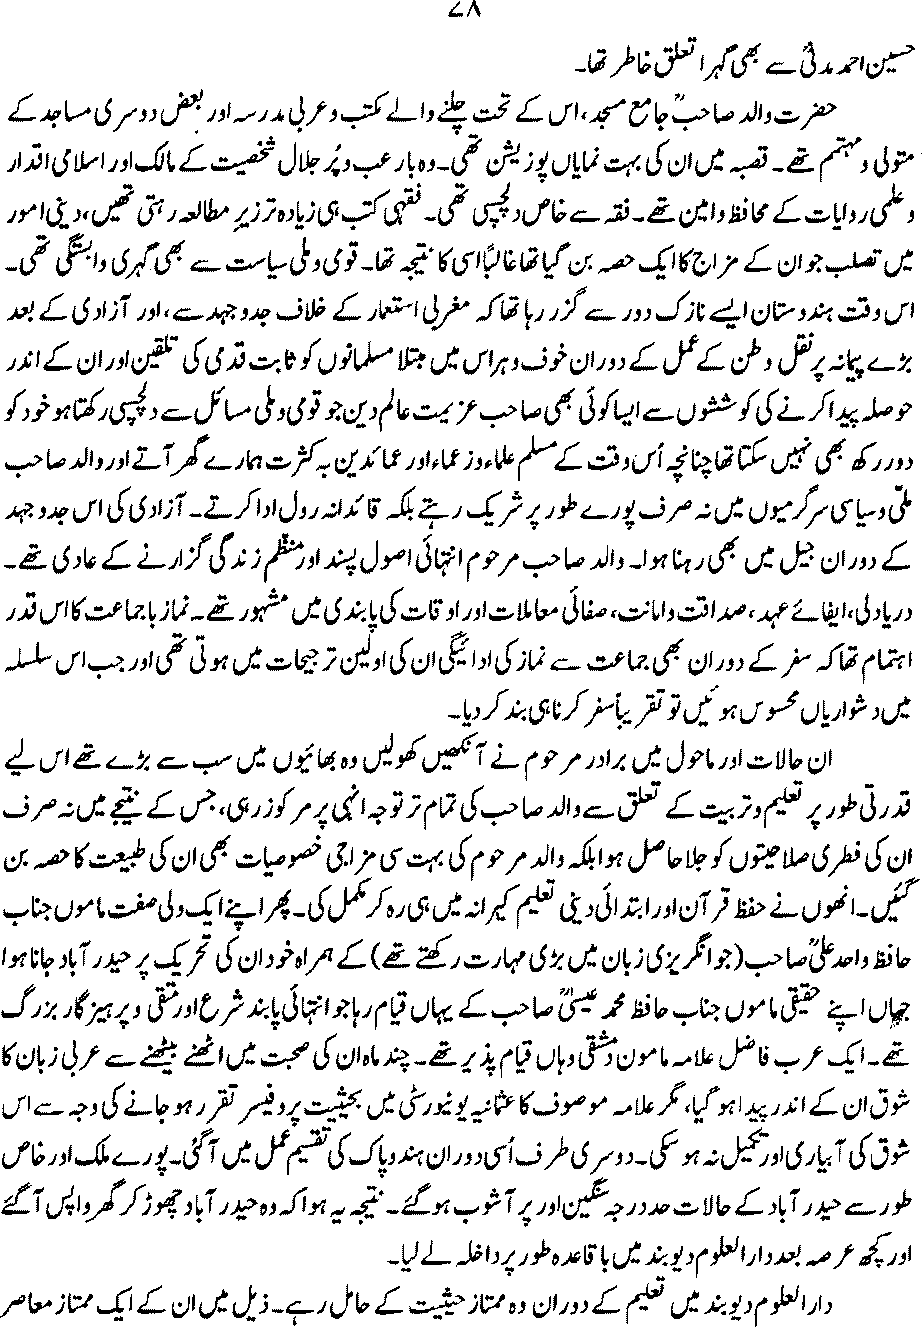 ۷۸
حسین احمد مدنیؒ سے بھی گہرا تعلق خاطر تھا۔
حضرت والد صاحبؒ جامع مسجد، اس کے تحت چلنے والے مکتب و عربی مدرسہ اور بعض دوسری مساجد کے
متولی و مہتمم تھے۔ قصبہ میں ان کی بہت نمایاں پوزیشن تھی۔ وہ بارعب و پُرجلال شخصیت کے مالک اور اسلامی اقدار
و علمی روایات کے محافظ و امین تھے۔ فقہ سے خاص دلچسپی تھی۔ فقہی کتب ہی زیادہ تر زیر مطالعہ رہتی تھیں، دینی امور
میں تصلب جو ان کے مزاج کا ایک حصہ بن گیا تھا غالباً اسی کا نتیجہ تھا۔ قومی و ملی سیاست سے بھی گہری وابستگی تھی۔
اس وقت ہندوستان ایسے نازک دور سے گزر رہا تھا کہ مغربی استعمار کے خلاف جدوجہد سے، اور آزادی کے بعد
بڑے پیمانہ پر نقل وطن کے عمل کے دوران خوف و ہراس میں مبتلا مسلمانوں کو ثابت قدمی کی تلقین اور ان کے اندر
حوصلہ پیدا کرنے کی کوششوں سے ایسا کوئی بھی صاحب عزیمت عالم دین جو قومی و ملی مسائل سے دلچسپی رکھتا ہو خود کو
دور رکھ بھی نہیں سکتا تھا چنانچہ اُس وقت کے مسلم علماء و زعماء اور عمائدین بہ کثرت ہمارے گھر آتے اور والد صاحب
ملّی و سیاسی سرگرمیوں میں نہ صرف پورے طور پر شریک رہتے بلکہ قائدانہ رول ادا کرتے۔ آزادی کی اس جدوجہد
کے دوران جیل میں بھی رہنا ہوا۔ والد صاحب مرحوم انتہائی اصول پسند اور منظّم زندگی گزارنے کے عادی تھے۔
دریا دلی، ایفائے عہد، صداقت و امانت، صفائی معاملات اور اوقات کی پابندی میں مشہور تھے۔ نماز باجماعت کا اس قدر
اہتمام تھا کہ سفر کے دوران بھی جماعت سے نماز کی ادائیگی ان کی اولین ترجیحات میں ہوتی تھی اور جب اس سلسلہ
میں دشواریاں محسوس ہوئیں تو تقریباً سفر کرنا ہی بند کر دیا۔
ان حالات اور ماحول میں برادر مرحوم نے آنکھیں کھولیں وہ بھائیوں میں سب سے بڑے تھے اس لیے
قدرتی طور پر تعلیم و تربیت کے تعلق سے والد صاحب کی تمام تر توجہ انہی پر مرکوز رہی، جس کے نتیجے میں نہ صرف
ان کی فطری صلاحیتوں کو جلا حاصل ہوا بلکہ والد مرحوم کی بہت سی مزاجی خصوصیات بھی ان کی طبیعت کا حصہ بن
گئیں۔ انھوں نے حفظ قرآن اور ابتدائی دینی تعلیم کیرانہ میں ہی رہ کر مکمل کی۔ پھر اپنے ایک ولی صفت ماموں جناب
حافظ واحد علیؒ صاحب (جو انگریزی زبان میں بڑی مہارت رکھتے تھے) کے ہمراہ خود ان کی تحریک پر حیدرآباد جانا ہوا
جہاں اپنے حقیقی ماموں جناب حافظ محمد عیسیٰؒ صاحب کے یہاں قیام رہا جو انتہائی پابند شرع اور متقی و پرہیزگار بزرگ
تھے۔ ایک عرب فاضل علامہ مامون دمشقی وہاں قیام پذیر تھے۔ چند ماہ ان کی صحبت میں اٹھنے بیٹھنے سے عربی زبان کا
شوق ان کے اندر پیدا ہو گیا، مگر علامہ موصوف کا عثمانیہ یونیورسٹی میں بحیثیت پروفیسر تقرر ہو جانے کی وجہ سے اس
شوق کی آبیاری اور تکمیل نہ ہو سکی۔ دوسری طرف اُسی دوران ہند و پاک کی تقسیم عمل میں آگئی۔ پورے ملک اور خاص
طور سے حیدرآباد کے حالات حد درجہ سنگین اور پر آشوب ہو گئے۔ نتیجہ یہ ہوا کہ وہ حیدرآباد چھوڑ کر گھر واپس آگئے
اور کچھ عرصہ بعد دارالعلوم دیوبند میں باقاعدہ طور پر داخلہ لے لیا۔
دارالعلوم دیوبند میں تعلیم کے دوران وہ ممتاز حیثیت کے حامل رہے۔ ذیل میں ان کے ایک ممتاز معاصر